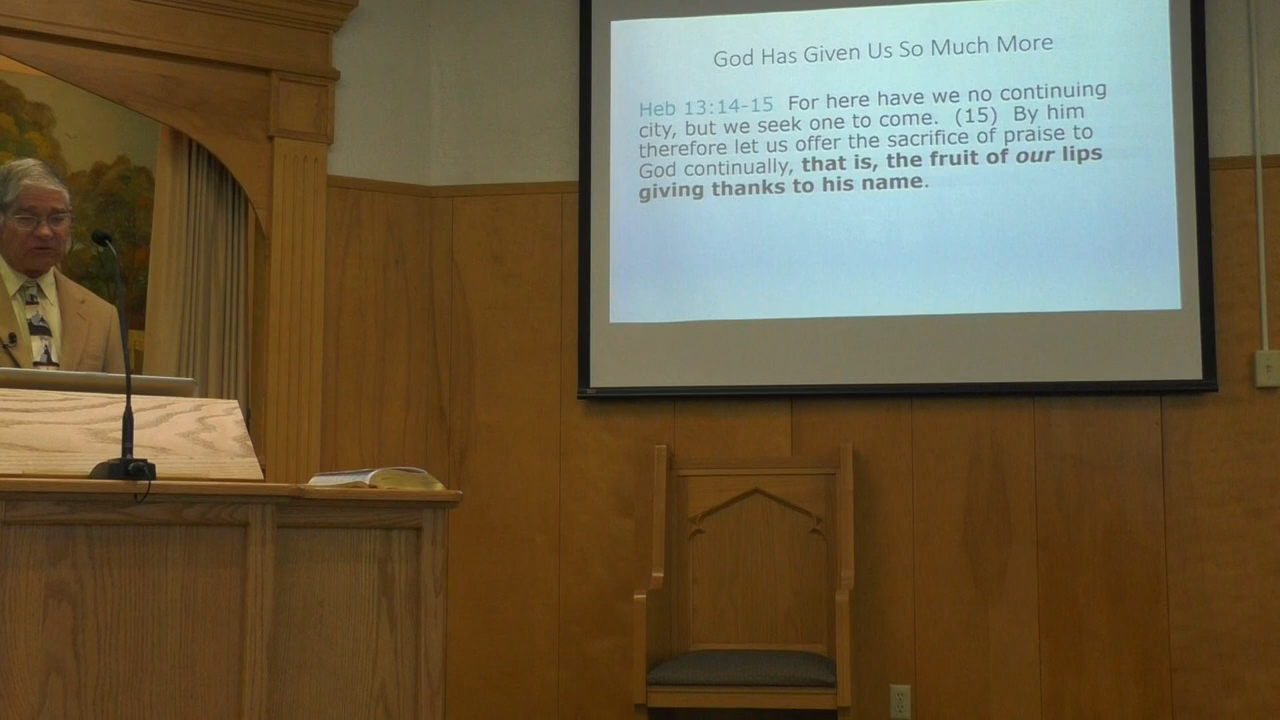 God Has Given Us So Much More
Heb 13:14-15 For here have we no continuing
city, but we seek one to come. (15) By him
therefore let us offer the sacrifice of praise to
God continually, that is, the fruit of our lips
giving thanks to his name.